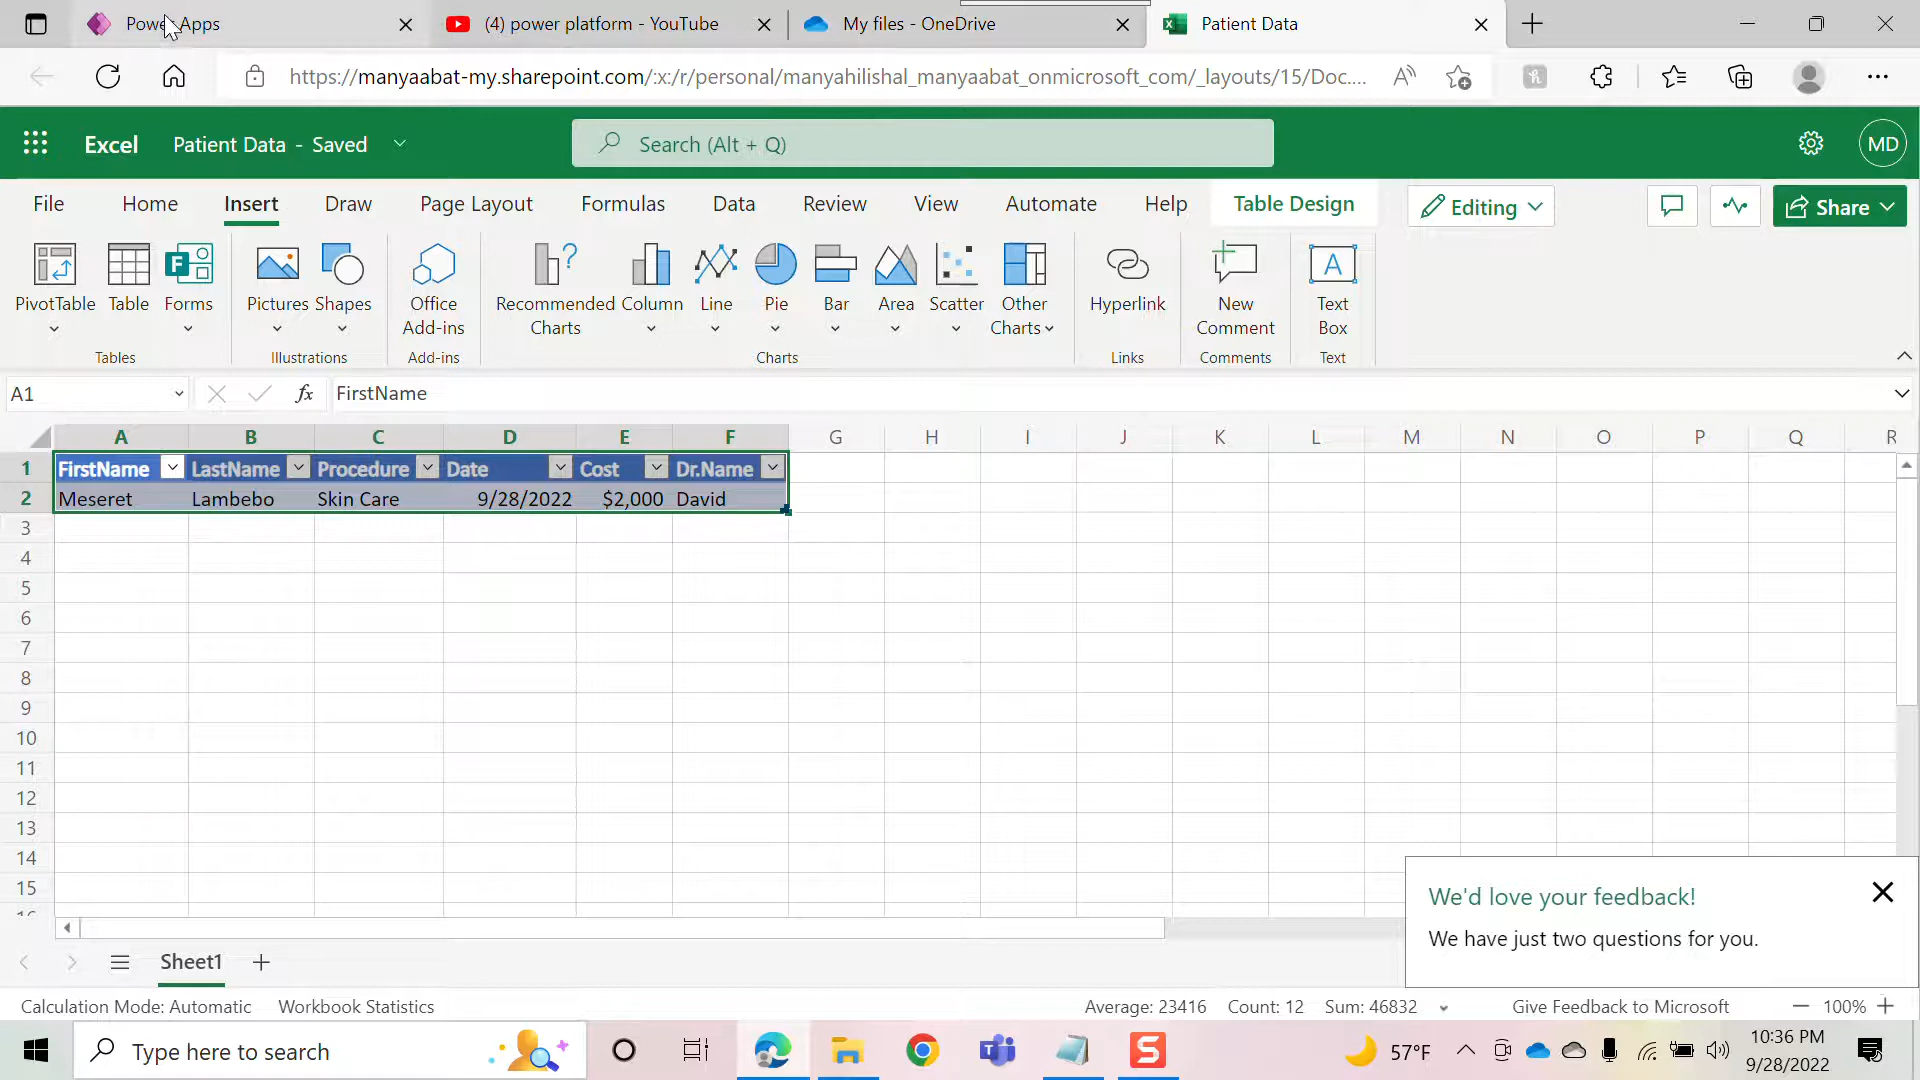 Power Apps
(4) power platform - YouTube
My files - OneDrive
Patient Data
https://manyaabat-my.sharepoint.com/:x:/r/personal/manyahilishal_manyaabat_onmicrosoft_com/_layouts/15/Doc....
Excel
Patient Data - Saved
Search (Alt + Q)
MD
File
Home
Insert
Draw
Page Layout
Formulas
Data
Review
View
Automate
Help
Table Design
Editing
Share
PivotTable
Table
Forms
Pictures
Shapes
Office
Add-ins
Recommended
Charts
Column
Line
Pie
Bar
Area
Scatter
Other
Charts
Hyperlink
New
Comment
Text
Box
Tables
Illustrations
Add-ins
Charts
Links
Comments
Text
A1
fx
FirstName
A B C D E F G H I J K L M N O P Q R
1 FirstName LastName Procedure Date Cost Dr.Name
2 Meseret Lambebo Skin Care 9/28/2022 $2,000 David
3
4
5
6
7
8
9
10
11
12
13
14
15
16
We'd love your feedback!
We have just two questions for you.
Sheet1
Calculation Mode: Automatic
Workbook Statistics
Average: 23416
Count: 12
Sum: 46832
Give Feedback to Microsoft
100%
Type here to search
57°F
10:36 PM
9/28/2022